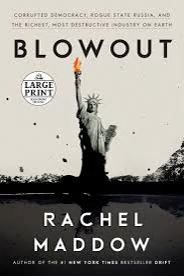 CORRUPTED DEMOCRACY, ROGUE STATE RUSSIA, AND
THE RICHEST, MOST DESTRUCTIVE INDUSTRY ON EARTH
BLOWOUT
LARGE
PRINT
RACHEL
MADDOW
AUTHOR OF THE #1 NEW YORK TIMES BESTSELLER DRIFT